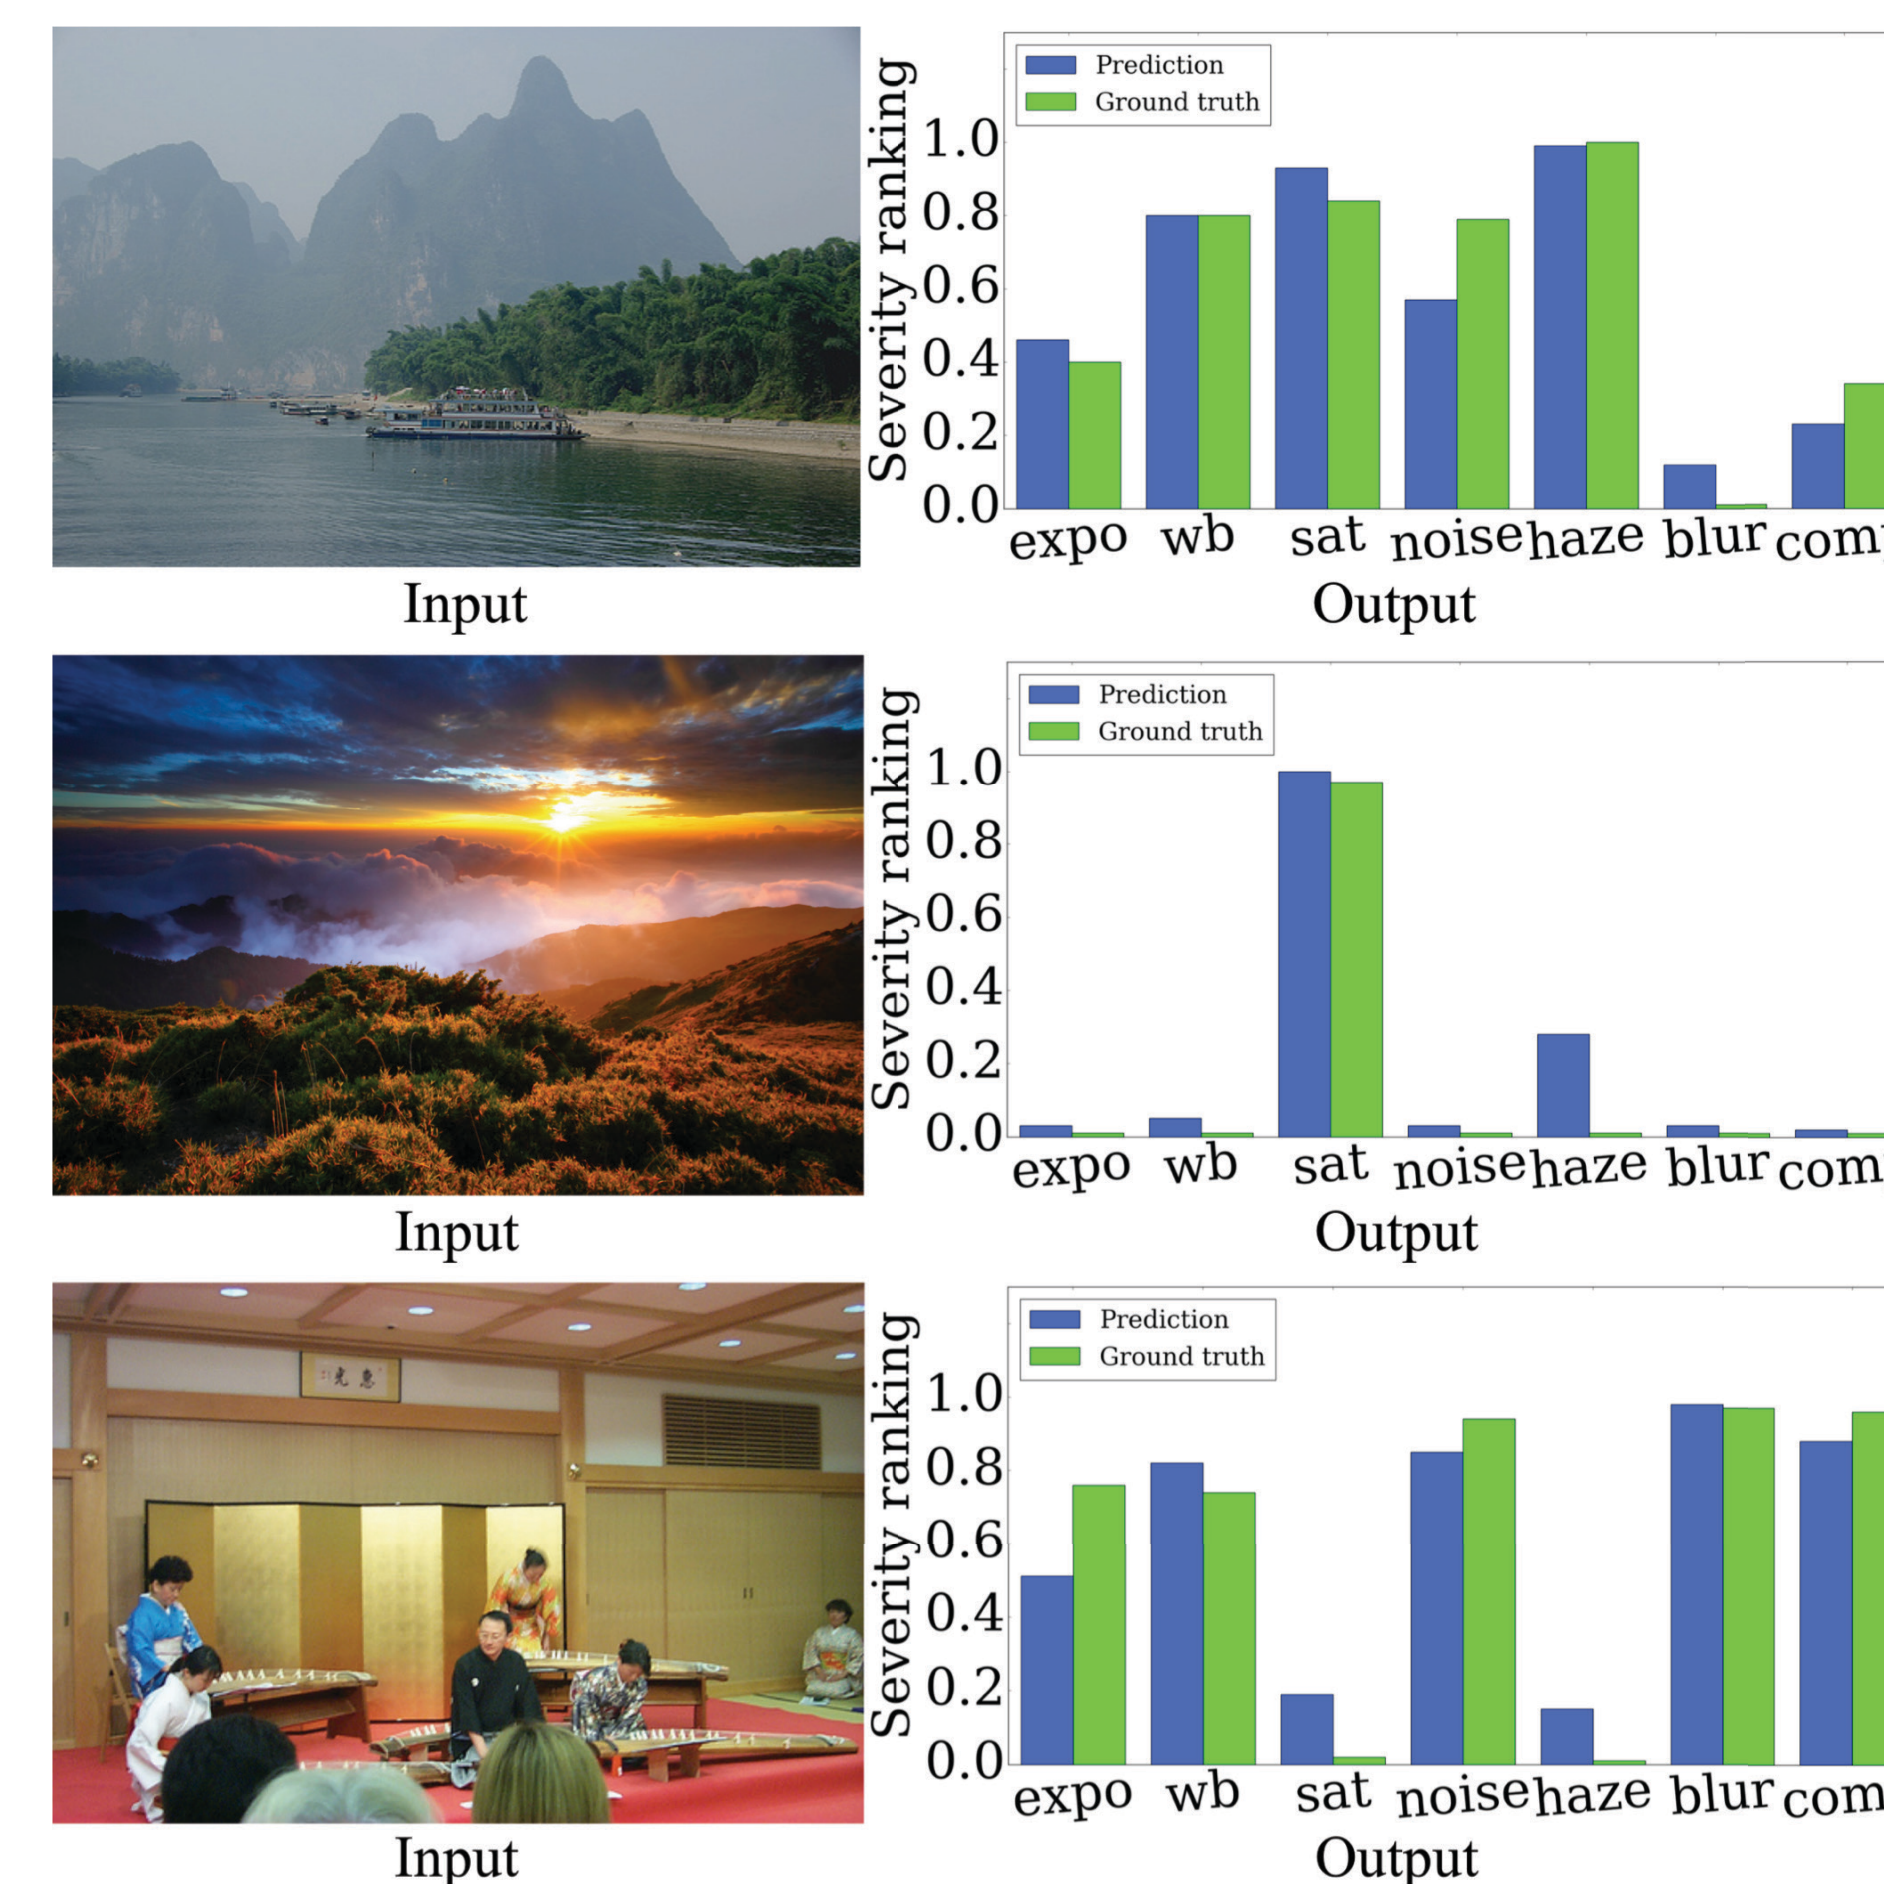 Severity ranking
Prediction
Ground truth
1.0
0.8
0.6
0.4
0.2
0.0
expo wb sat noise haze blur com
Input
Output
Severity ranking
Prediction
Ground truth
1.0
0.8
0.6
0.4
0.2
0.0
expo wb sat noise haze blur com
Input
Output
Severity ranking
Prediction
Ground truth
1.0
0.8
0.6
0.4
0.2
0.0
expo wb sat noise haze blur com
Input
Output